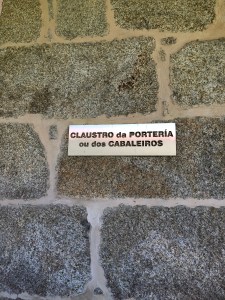 CLAUSTRO da PORTERÍA
ou dos CABALEIROS